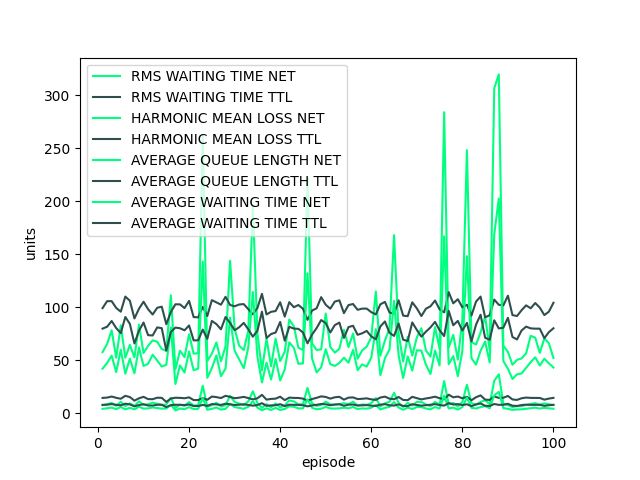 RMS WAITING TIME NET
RMS WAITING TIME TTL
HARMONIC MEAN LOSS NET
HARMONIC MEAN LOSS TTL
AVERAGE QUEUE LENGTH NET
AVERAGE QUEUE LENGTH TTL
AVERAGE WAITING TIME NET
AVERAGE WAITING TIME TTL
300
250
200
150
100
50
0
units
0 20 40 60 80 100
episode